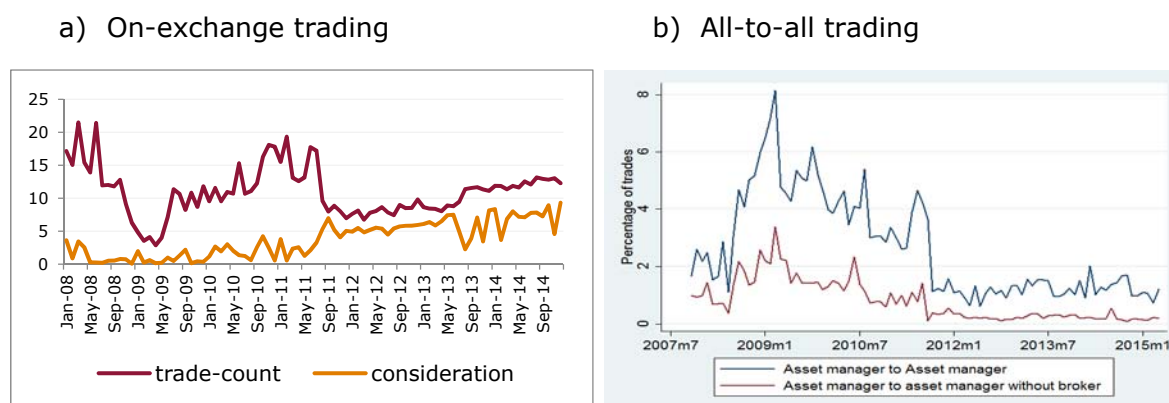 a) On-exchange trading
25
20
15
10
5
0
Jan-08
May-08
Sep-08
Jan-09
May-09
Sep-09
Jan-10
May-10
Sep-10
Jan-11
May-11
Sep-11
Jan-12
May-12
Sep-12
Jan-13
May-13
Sep-13
Jan-14
May-14
Sep-14
trade-count consideration
b) All-to-all trading
Percentage of trades
8
6
4
2
0
2007m7 2009m1 2010m7 2012m1 2013m7 2015m1
Asset manager to Asset manager
Asset manager to asset manager without broker